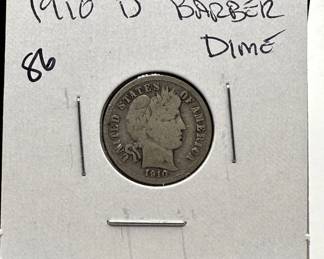 1910 D BARBER
DIME
86
UNITED STATES OF AMERICA
1910